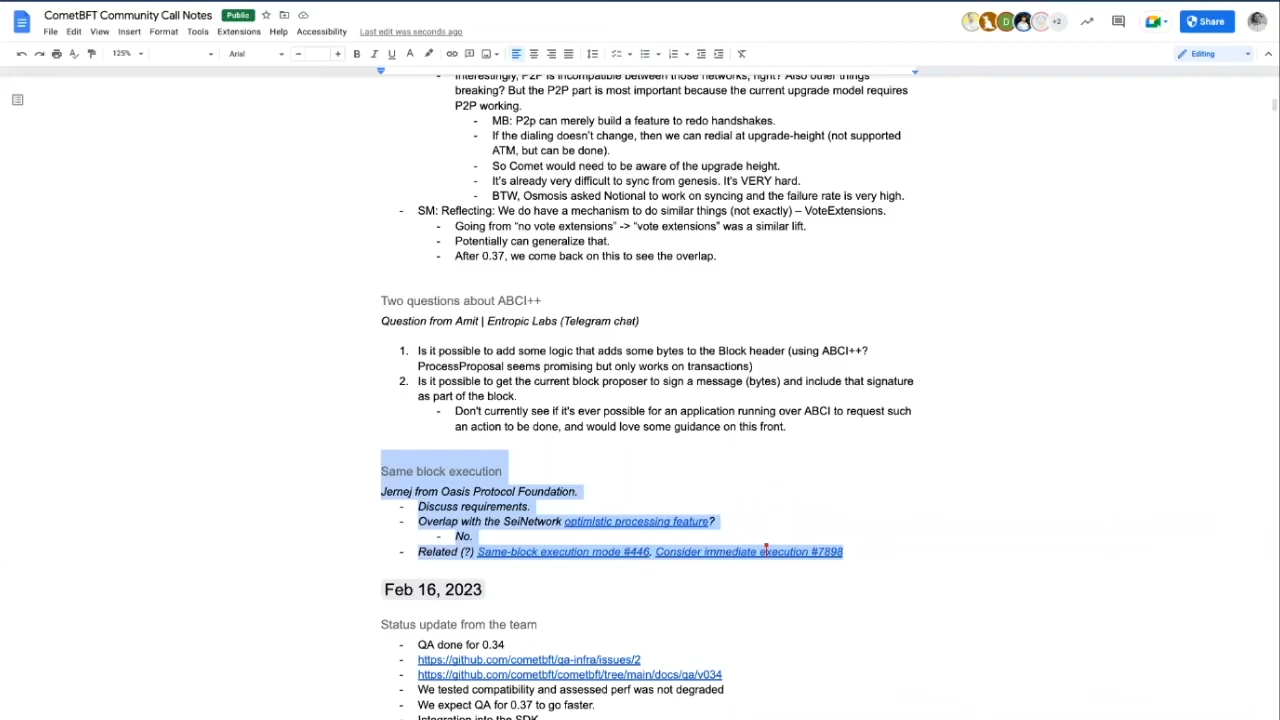 CometBFT Community Call Notes
Public
File Edit View Insert Format Tools Extensions Help Accessibility
Last edit was seconds ago
D
+2
Share
125%
Arial
B I U A
Editing
Interestingly, P2P is incompatible between those networks, right? Also other things
breaking? But the P2P part is most important because the current upgrade model requires
P2P working.
- MB: P2p can merely build a feature to redo handshakes.
- If the dialing doesn't change, then we can redial at upgrade-height (not supported
ATM, but can be done).
- So Comet would need to be aware of the upgrade height.
- It's already very difficult to sync from genesis. It's VERY hard.
- BTW, Osmosis asked Notional to work on syncing and the failure rate is very high.
- SM: Reflecting: We do have a mechanism to do similar things (not exactly) – VoteExtensions.
- Going from “no vote extensions” -> “vote extensions” was a similar lift.
- Potentially can generalize that.
- After 0.37, we come back on this to see the overlap.
Two questions about ABCI++
Question from Amit | Entropic Labs (Telegram chat)
1. Is it possible to add some logic that adds some bytes to the Block header (using ABCI++?
ProcessProposal seems promising but only works on transactions)
2. Is it possible to get the current block proposer to sign a message (bytes) and include that signature
as part of the block.
- Don't currently see if it's ever possible for an application running over ABCI to request such
an action to be done, and would love some guidance on this front.
Same block execution
Jernej from Oasis Protocol Foundation.
- Discuss requirements.
- Overlap with the SeiNetwork optimistic processing feature?
- No.
- Related (?) Same-block execution mode #446, Consider immediate execution #7898
Feb 16, 2023
Status update from the team
- QA done for 0.34
- https://github.com/cometbft/qa-infra/issues/2
- https://github.com/cometbft/cometbft/tree/main/docs/qa/v034
- We tested compatibility and assessed perf was not degraded
- We expect QA for 0.37 to go faster.
- Integration into the SDK